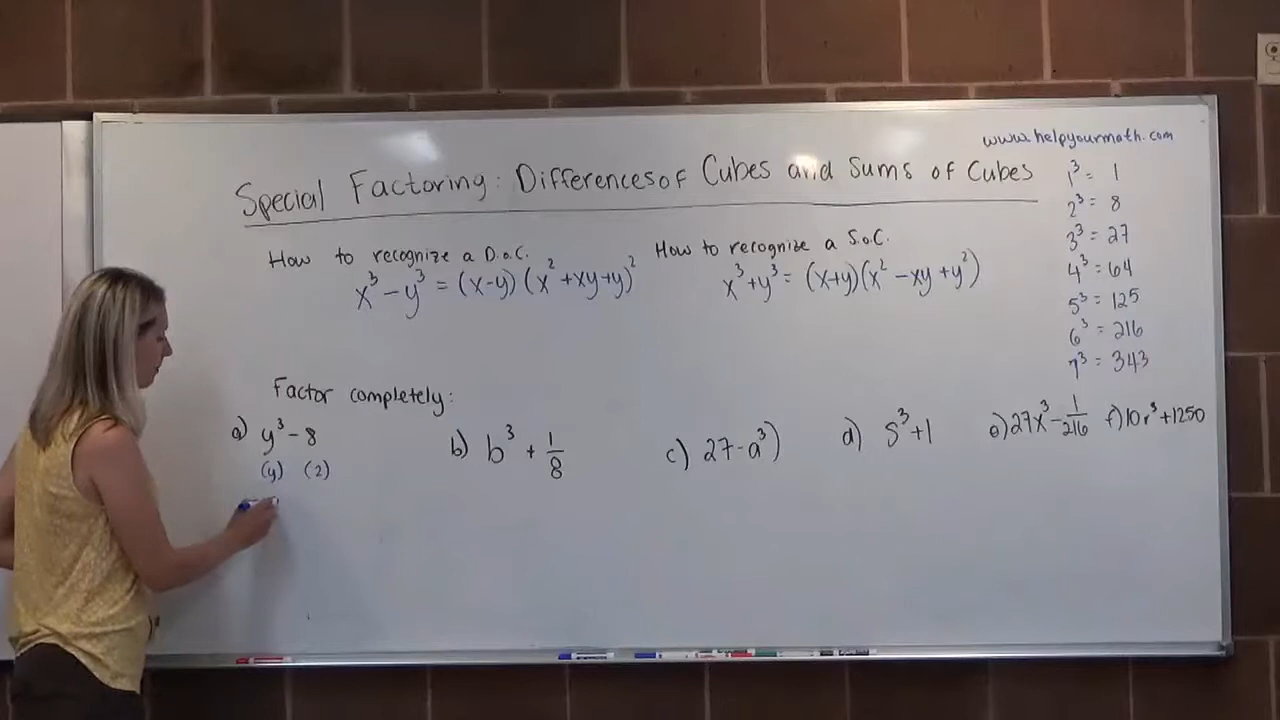 www.helpyourmath.com
Special Factoring: Differences of Cubes and Sums of Cubes
How to recognize a D.o.C.
x³ - y³ = (x-y)(x² + xy + y)²
How to recognize a S.o.C.
x³ + y³ = (x+y)(x² - xy + y²)
1³ = 1
2³ = 8
3³ = 27
4³ = 64
5³ = 125
6³ = 216
7³ = 343
Factor completely:
a) y³ - 8
(y) (2)
b) b³ + 1/8
c) 27 - a³)
d) s³ + 1
e) 27x³ - 1/216
f) 10r³ + 1250